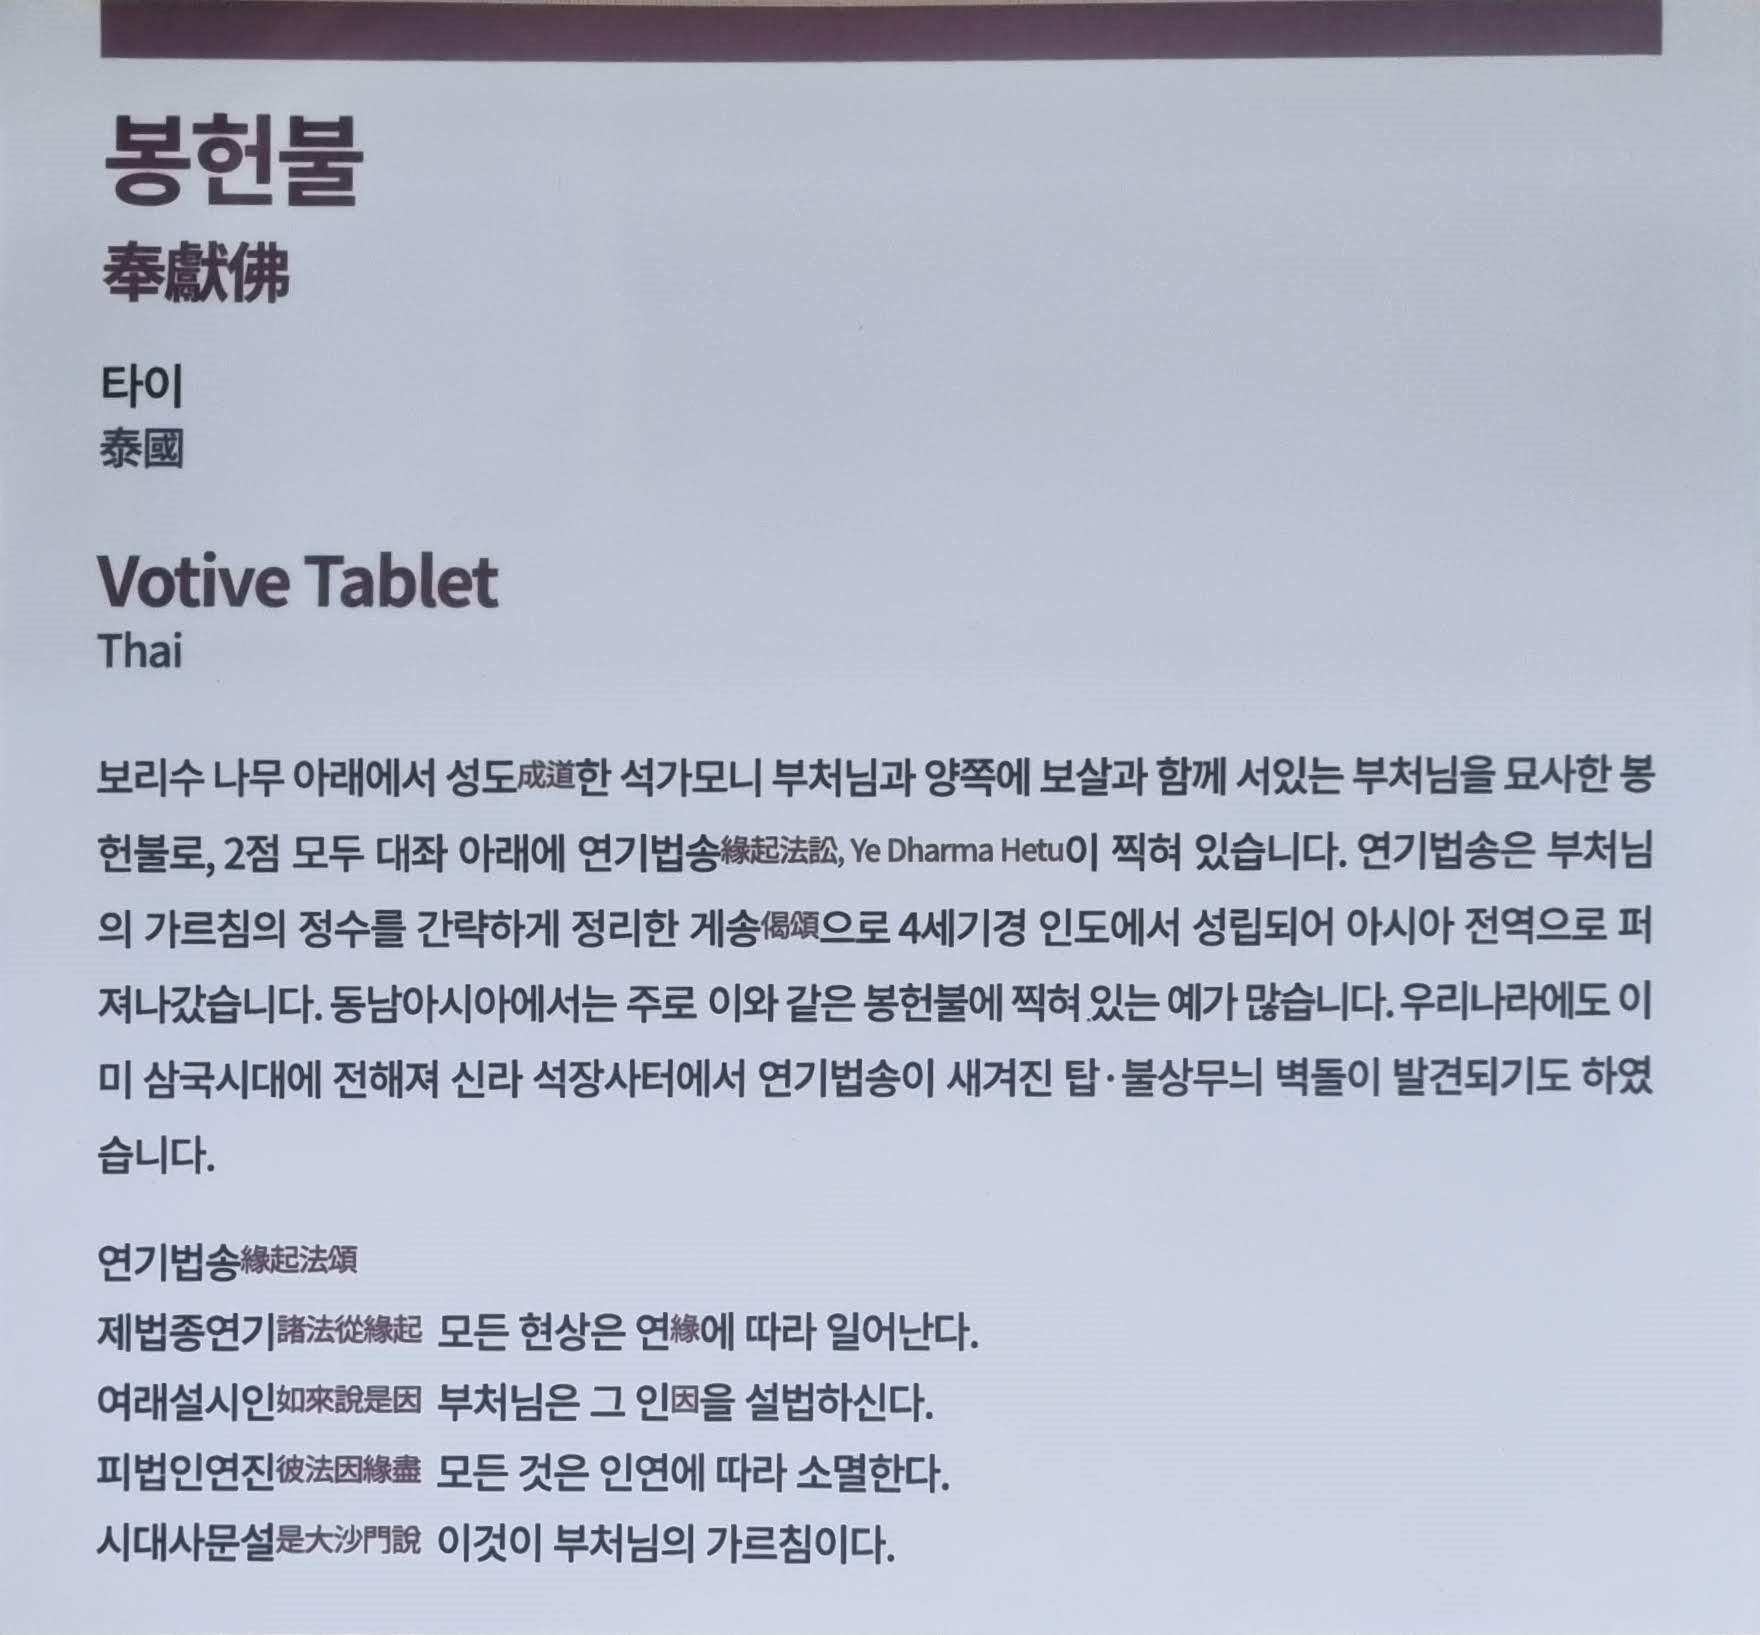 봉헌불
奉獻佛
타이
泰國
Votive Tablet
Thai
보리수 나무 아래에서 성도成道한 석가모니 부처님과 양쪽에 보살과 함께 서있는 부처님을 묘사한 봉
헌불로, 2점 모두 대좌 아래에 연기법송緣起法訟, Ye Dharma Hetu이 찍혀 있습니다. 연기법송은 부처님
의 가르침의 정수를 간략하게 정리한 게송偈頌으로 4세기경 인도에서 성립되어 아시아 전역으로 퍼
져나갔습니다. 동남아시아에서는 주로 이와 같은 봉헌불에 찍혀 있는 예가 많습니다. 우리나라에도 이
미 삼국시대에 전해져 신라 석장사터에서 연기법송이 새겨진 탑·불상무늬 벽돌이 발견되기도 하였
습니다.
연기법송緣起法頌
제법종연기諸法從緣起 모든 현상은 연緣에 따라 일어난다.
여래설시인如來說是因 부처님은 그 인因을 설법하신다.
피법인연진彼法因緣盡 모든 것은 인연에 따라 소멸한다.
시대사문설是大沙門說 이것이 부처님의 가르침이다.